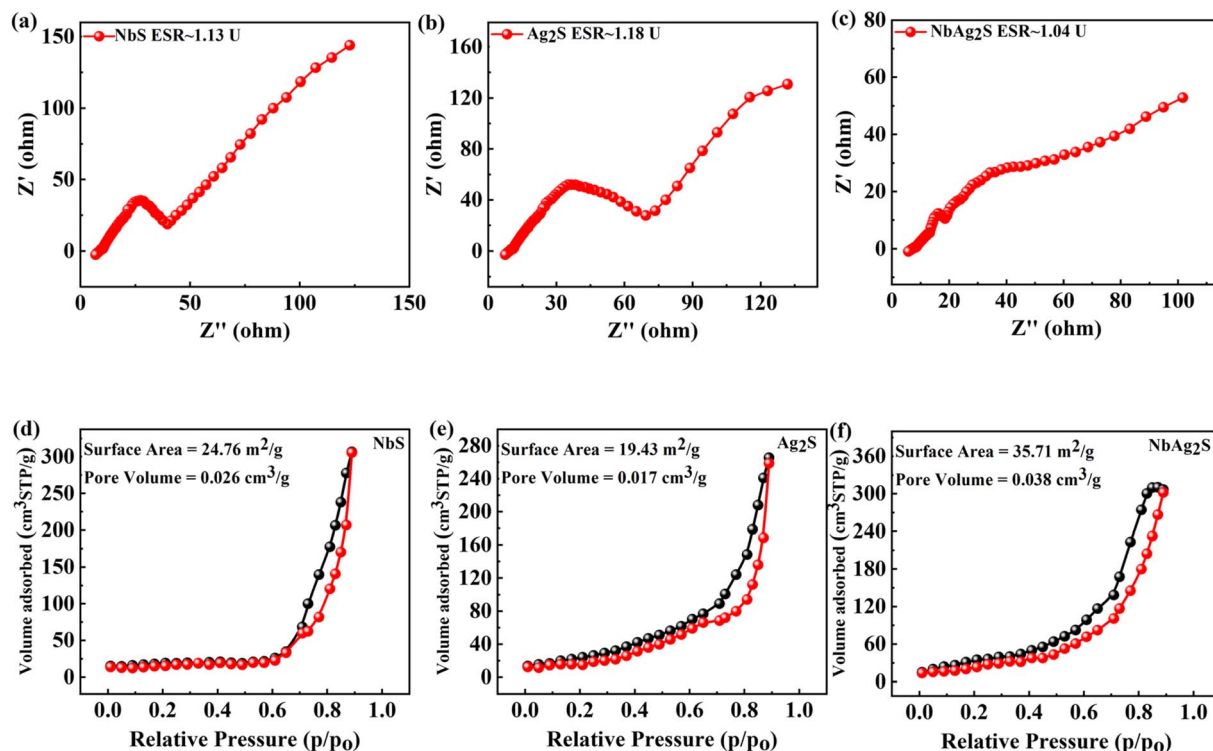 (a)
NbS ESR~1.13 U
150
100
50
0
Z' (ohm)
0 50 100 150
Z'' (ohm)
(b)
Ag2S ESR~1.18 U
160
120
80
40
0
Z' (ohm)
0 30 60 90 120
Z'' (ohm)
(c)
NbAg2S ESR~1.04 U
80
60
40
20
0
Z' (ohm)
0 20 40 60 80 100
Z'' (ohm)
(d)
Surface Area = 24.76 m2/g
NbS
Pore Volume = 0.026 cm3/g
300
250
200
150
100
50
0
Volume adsorbed (cm3STP/g)
0.0 0.2 0.4 0.6 0.8 1.0
Relative Pressure (p/po)
(e)
Surface Area = 19.43 m2/g
Ag2S
Pore Volume = 0.017 cm3/g
280
240
200
160
120
80
40
0
Volume adsorbed (cm3STP/g)
0.0 0.2 0.4 0.6 0.8 1.0
Relative Pressure (p/po)
(f)
Surface Area = 35.71 m2/g
NbAg2S
Pore Volume = 0.038 cm3/g
360
300
240
180
120
60
0
Volume adsorbed (cm3STP/g)
0.0 0.2 0.4 0.6 0.8 1.0
Relative Pressure (p/po)